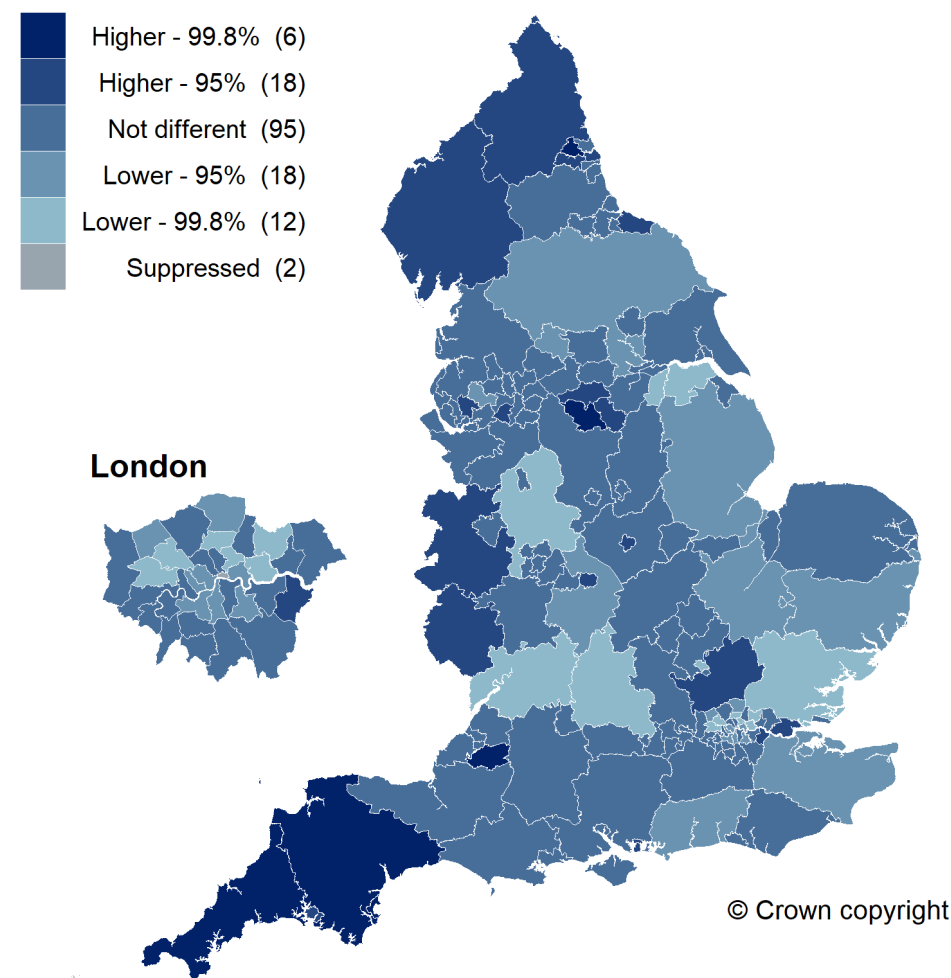 Higher - 99.8% (6)
Higher - 95% (18)
Not different (95)
Lower - 95% (18)
Lower - 99.8% (12)
Suppressed (2)
London
© Crown copyright